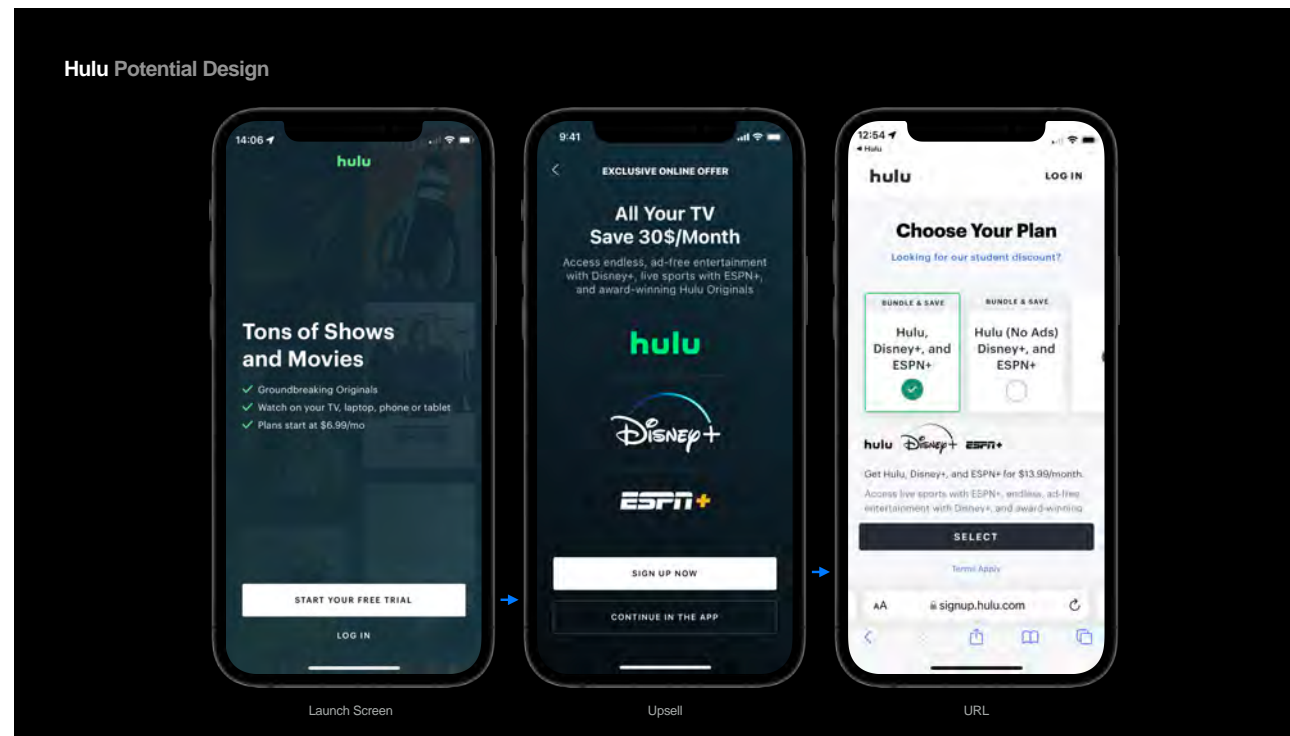 Hulu Potential Design
14:06
hulu
Tons of Shows
and Movies
Groundbreaking Originals
Watch on your TV, laptop, phone or tablet
Plans start at $6.99/mo
START YOUR FREE TRIAL
LOG IN
Launch Screen
9:41
EXCLUSIVE ONLINE OFFER
All Your TV
Save 30$/Month
Access endless, ad-free entertainment
with Disney+, live sports with ESPN+,
and award-winning Hulu Originals
hulu
Disney+
ESPN+
SIGN UP NOW
CONTINUE IN THE APP
Upsell
12:54
Hulu
hulu LOG IN
Choose Your Plan
Looking for our student discount?
BUNDLE & SAVE
Hulu,
Disney+, and
ESPN+
BUNDLE & SAVE
Hulu (No Ads)
Disney+, and
ESPN+
hulu Disney+ ESPN+
Get Hulu, Disney+, and ESPN+ for $13.99/month.
Access live sports with ESPN+, endless, ad-free
entertainment with Disney+, and award-winning
SELECT
Terms Apply
AA signup.hulu.com
URL